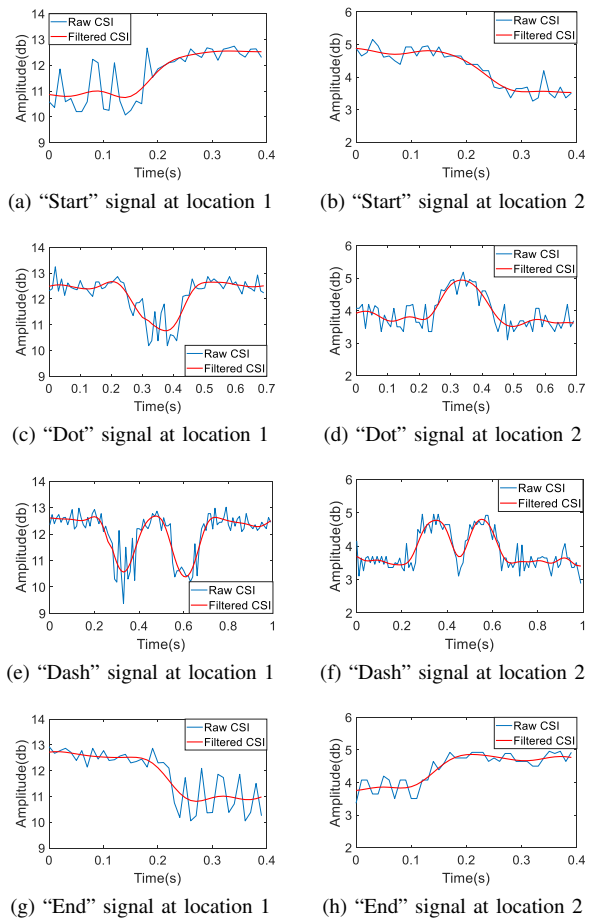 Raw CSI
Filtered CSI
Amplitude(db)
14
13
12
11
10
9
0 0.1 0.2 0.3 0.4
Time(s)
(a) “Start” signal at location 1
Raw CSI
Filtered CSI
Amplitude(db)
6
5
4
3
2
0 0.1 0.2 0.3 0.4
Time(s)
(b) “Start” signal at location 2
Amplitude(db)
14
13
12
11
10
9
Raw CSI
Filtered CSI
0 0.1 0.2 0.3 0.4 0.5 0.6 0.7
Time(s)
(c) “Dot” signal at location 1
Raw CSI
Filtered CSI
Amplitude(db)
6
5
4
3
2
0 0.1 0.2 0.3 0.4 0.5 0.6 0.7
Time(s)
(d) “Dot” signal at location 2
Amplitude(db)
14
13
12
11
10
9
Raw CSI
Filtered CSI
0 0.2 0.4 0.6 0.8 1
Time(s)
(e) “Dash” signal at location 1
Raw CSI
Filtered CSI
Amplitude(db)
6
5
4
3
2
0 0.2 0.4 0.6 0.8 1
Time(s)
(f) “Dash” signal at location 2
Raw CSI
Filtered CSI
Amplitude(db)
14
13
12
11
10
9
0 0.1 0.2 0.3 0.4
Time(s)
(g) “End” signal at location 1
Raw CSI
Filtered CSI
Amplitude(db)
6
5
4
3
2
0 0.1 0.2 0.3 0.4
Time(s)
(h) “End” signal at location 2